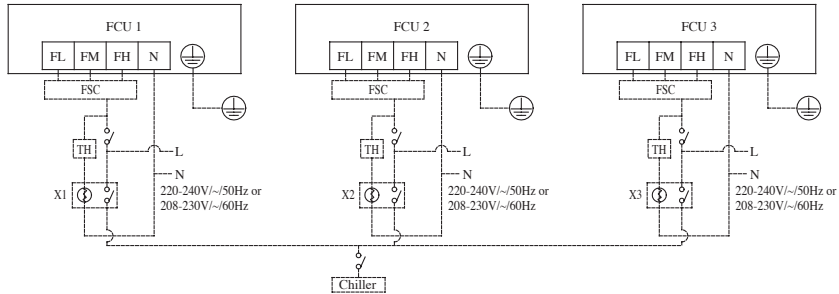 FCU 1 FCU 2 FCU 3
FL FM FH N FL FM FH N FL FM FH N
FSC FSC FSC
TH L TH L TH L
N N N
X1 220-240V/~/50Hz or X2 220-240V/~/50Hz or X3 220-240V/~/50Hz or
208-230V/~/60Hz 208-230V/~/60Hz 208-230V/~/60Hz
Chiller